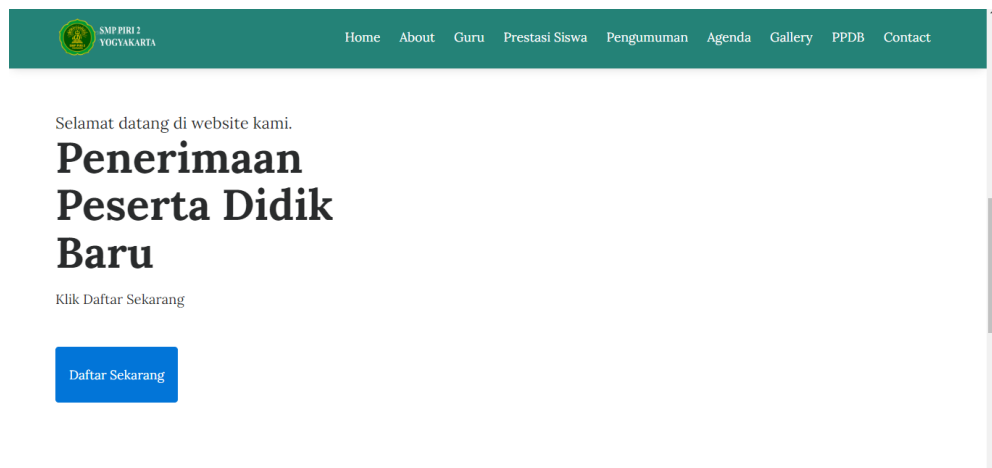 SMP PIRI 2
YOGYAKARTA
Home About Guru Prestasi Siswa Pengumuman Agenda Gallery PPDB Contact
Selamat datang di website kami.
Penerimaan
Peserta Didik
Baru
Klik Daftar Sekarang
Daftar Sekarang